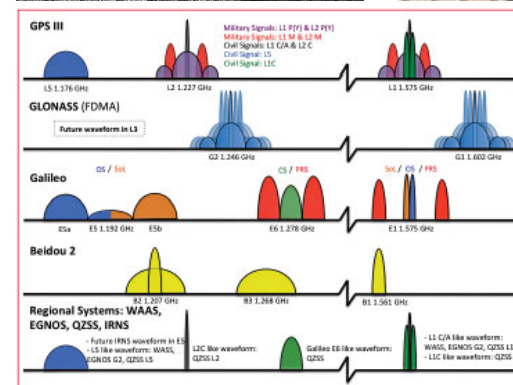 GPS III
Military Signals: L1 P(Y) & L2 P(Y)
Military Signals: L1 M & L2 M
Civil Signals: L1 C/A & L2 C
Civil Signal: L5
Civil Signal: L1C
L5 1.176 GHz
L2 1.227 GHz
L1 1.575 GHz
GLONASS (FDMA)
Future waveform in L3
G2 1.246 GHz
G1 1.602 GHz
Galileo
OS / SoL
CS / PRS
SoL / OS / PRS
E5a
E5 1.192 GHz
E5b
E6 1.278 GHz
E1 1.575 GHz
Beidou 2
B2 1.207 GHz
B3 1.268 GHz
B1 1.561 GHz
Regional Systems: WAAS,
EGNOS, QZSS, IRNS
- Future IRNS waveform in E5
- L5 like waveform: WASS,
EGNOS G2, QZSS L5
L2C like waveform:
QZSS L2
Galileo E6 like waveform:
QZSS
- L1 C/A like waveform:
WASS, EGNOS G2, QZSS L1
- L1C like waveform: QZSS